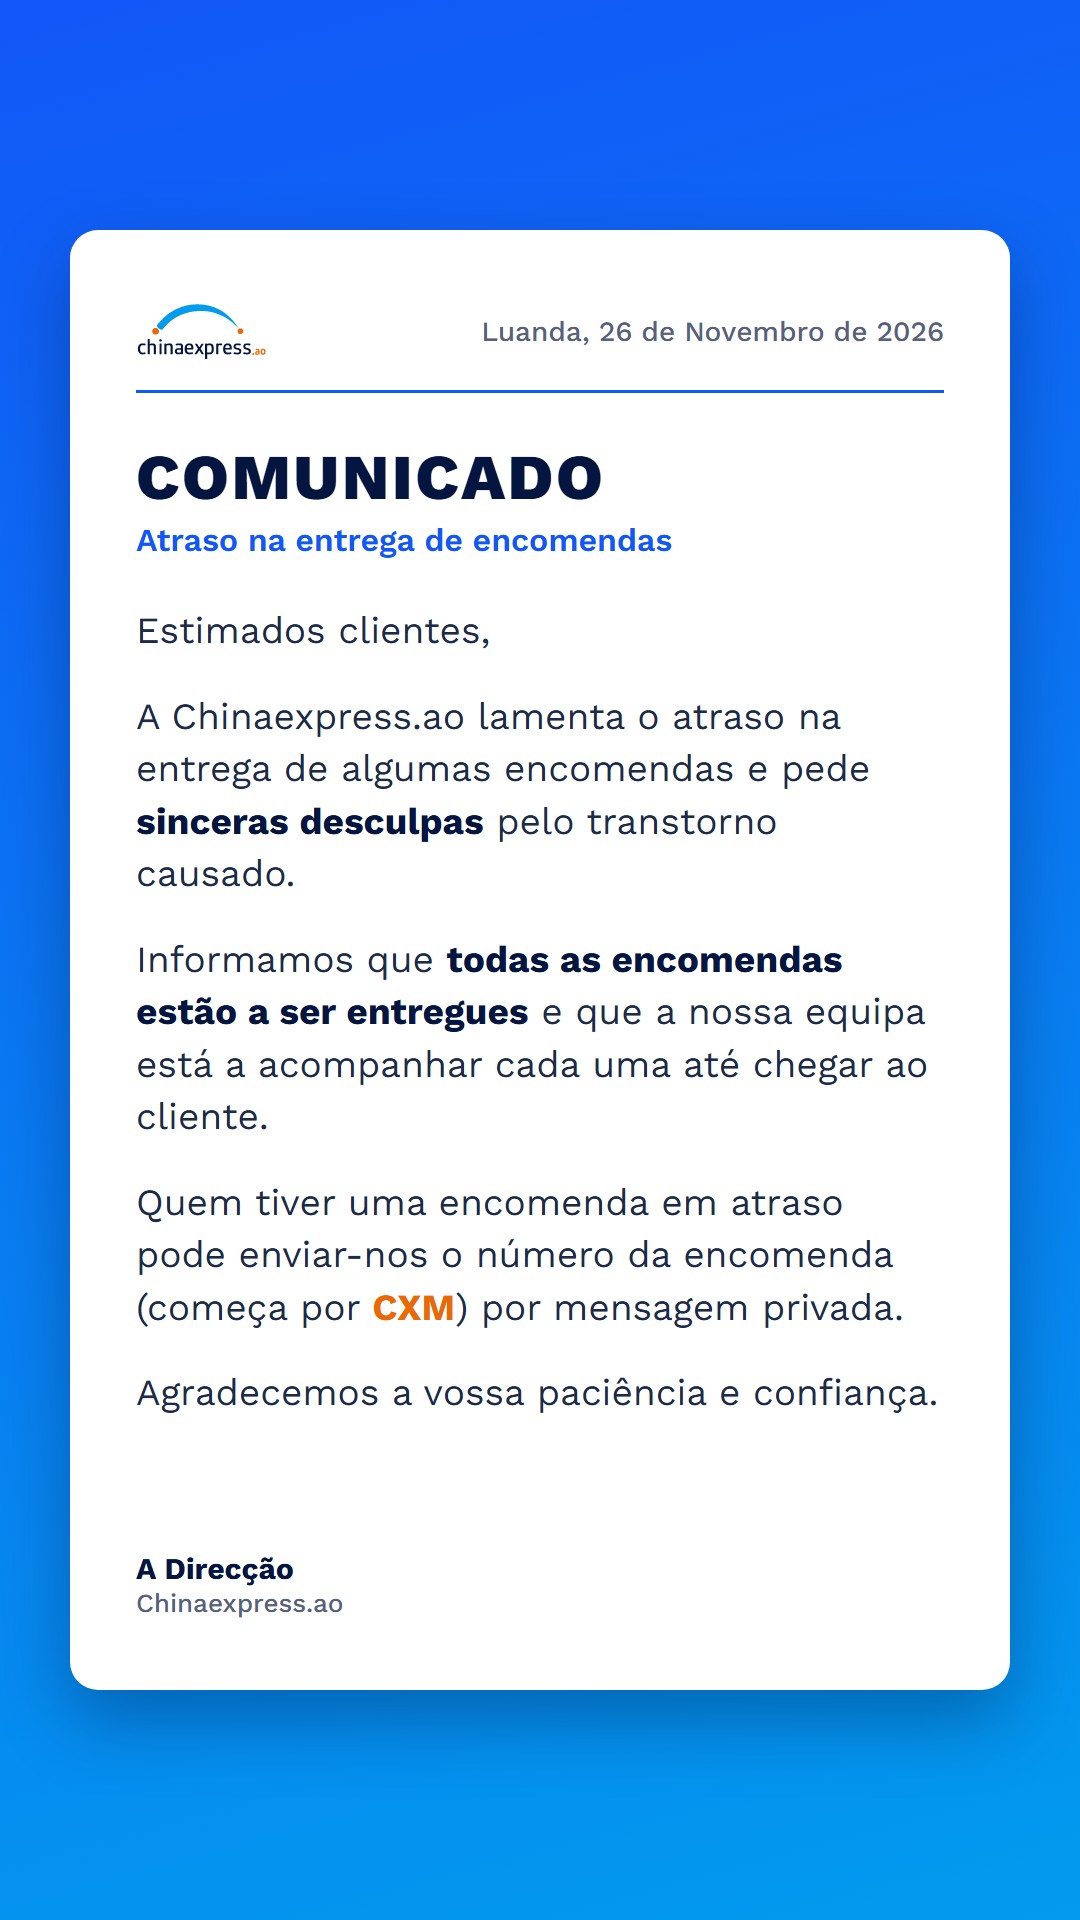 chinaexpress.ao
Luanda, 26 de Novembro de 2026
COMUNICADO
Atraso na entrega de encomendas
Estimados clientes,
A Chinaexpress.ao lamenta o atraso na
entrega de algumas encomendas e pede
sinceras desculpas pelo transtorno
causado.
Informamos que todas as encomendas
estão a ser entregues e que a nossa equipa
está a acompanhar cada uma até chegar ao
cliente.
Quem tiver uma encomenda em atraso
pode enviar-nos o número da encomenda
(começa por CXM) por mensagem privada.
Agradecemos a vossa paciência e confiança.
A Direcção
Chinaexpress.ao